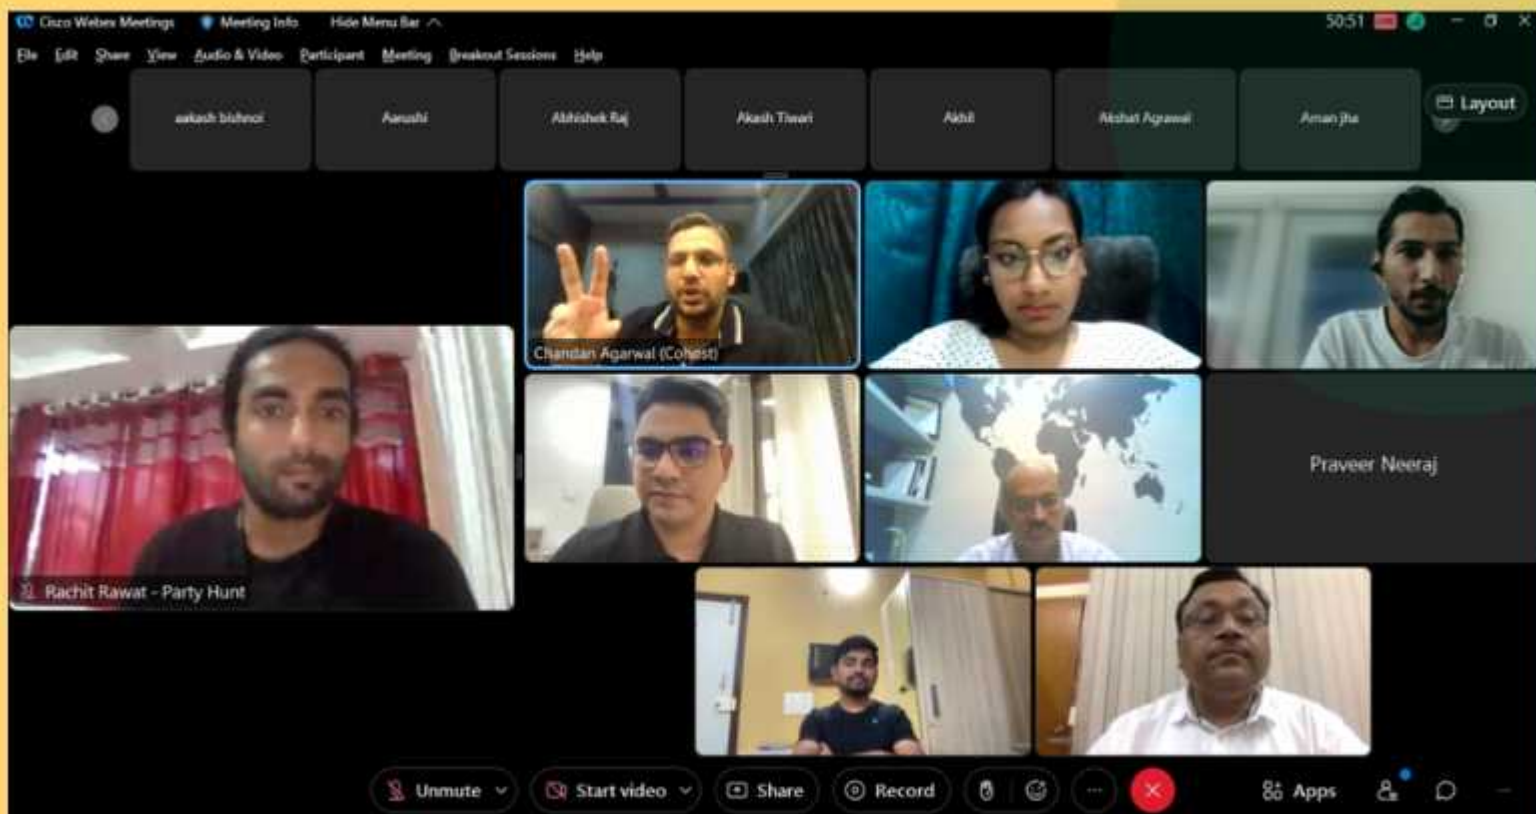 Cisco Webex Meetings Meeting Info Hide Menu Bar 50:51
File Edit Share View Audio & Video Participant Meeting Breakout Sessions Help
aakash bishnoi Aarushi Abhishek Raj Akash Tiwari Akhil Akshat Agrawal Aman jha
Layout
Chandan Agarwal (Cohost)
Praveer Neeraj
Rachit Rawat - Party Hunt
Unmute Start video Share Record Apps